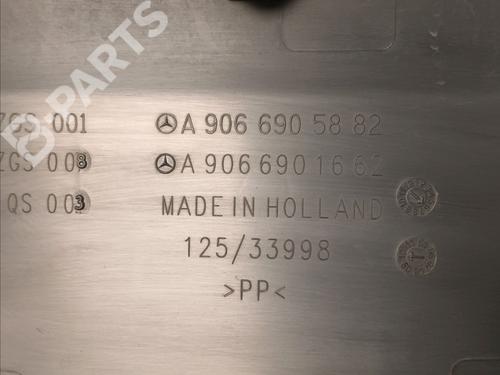 B-PARTS
ZGS 001 A 906 690 58 82
ZGS 008 A 906 690 16 62
QS 003 MADE IN HOLLAND
125/33998
>PP<